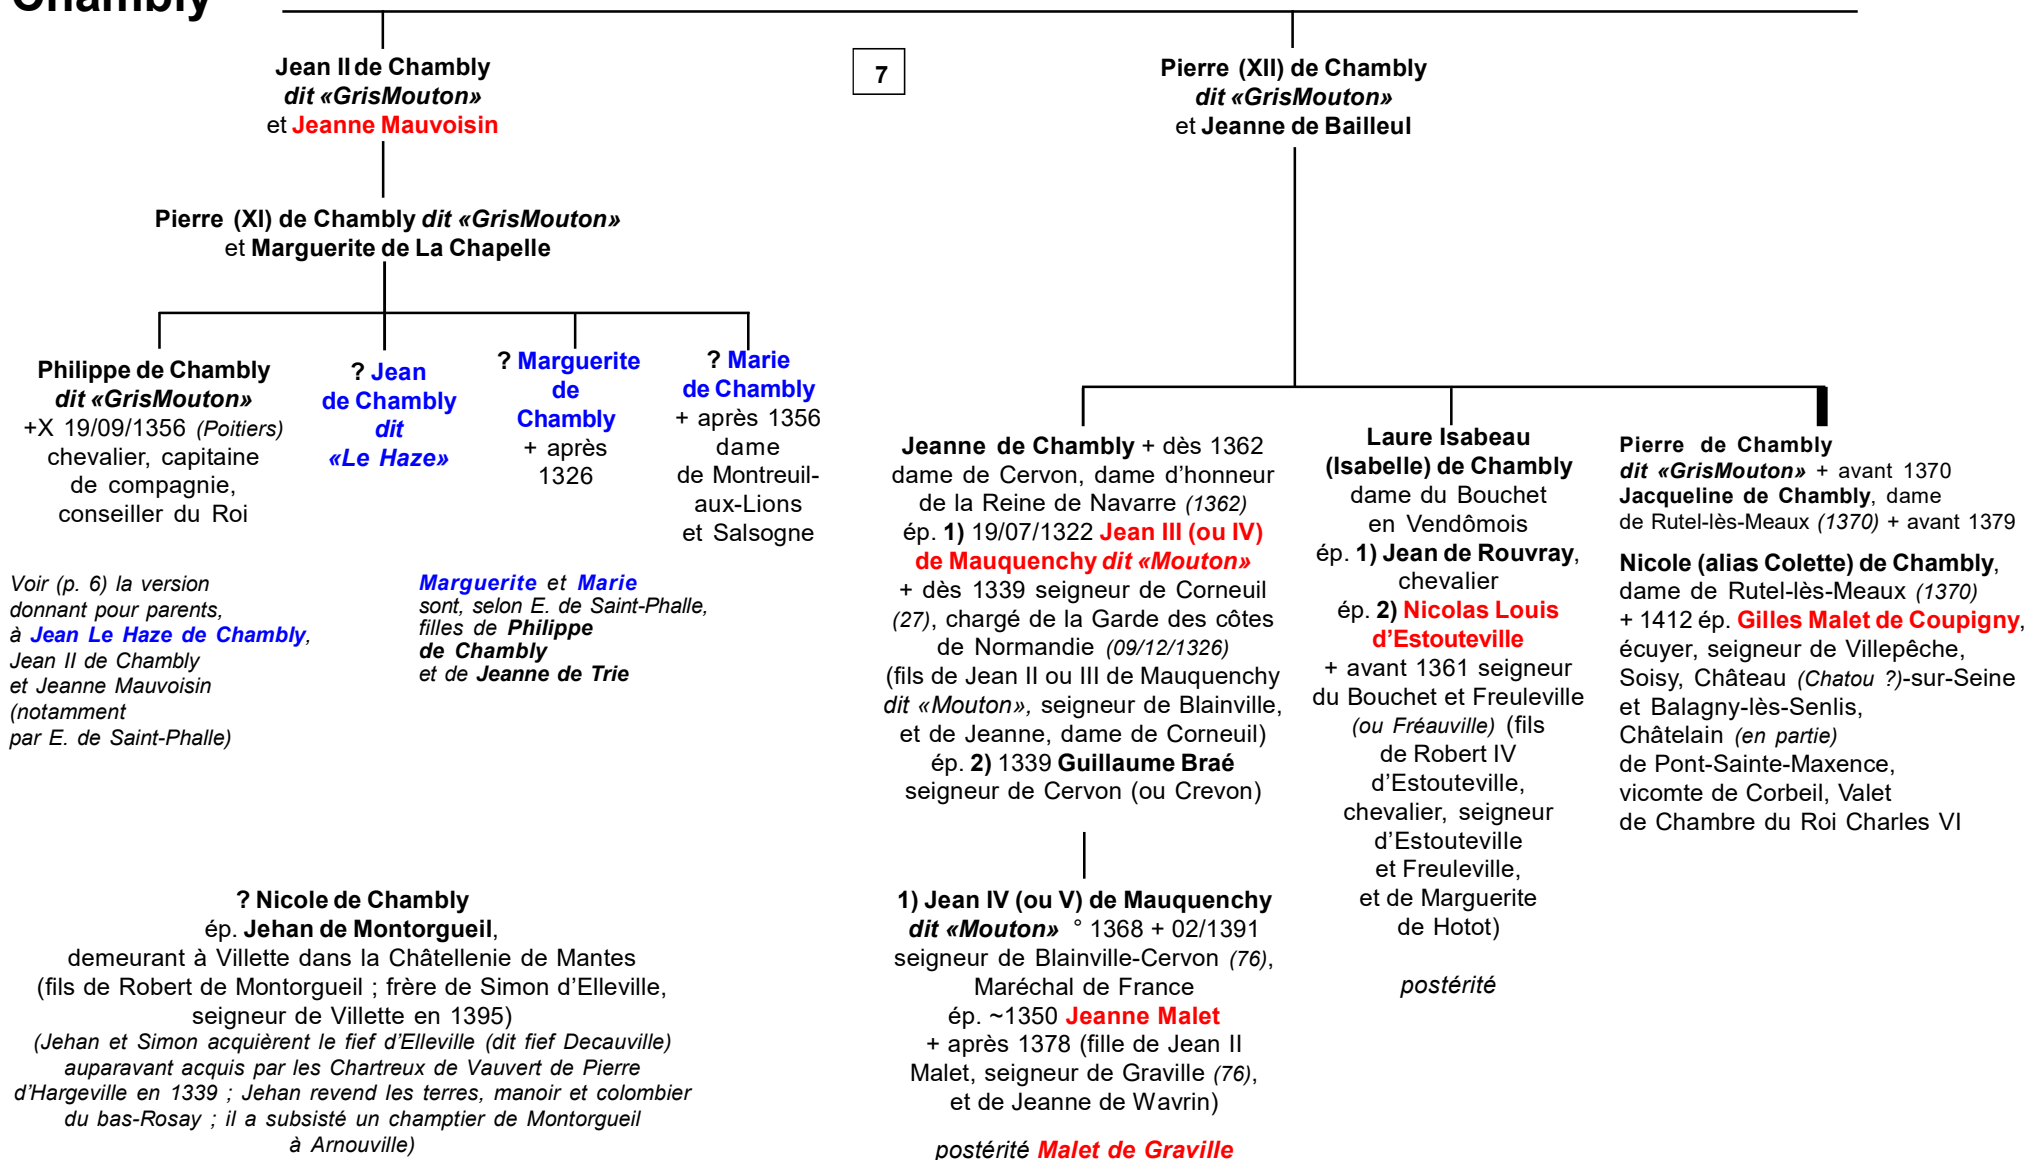 Chambly
Jean II de Chambly
dit «GrisMouton»
et Jeanne Mauvoisin
7
Pierre (XII) de Chambly
dit «GrisMouton»
et Jeanne de Bailleul
Pierre (XI) de Chambly dit «GrisMouton»
et Marguerite de La Chapelle
Philippe de Chambly
dit «GrisMouton»
+X 19/09/1356 (Poitiers)
chevalier, capitaine
de compagnie,
conseiller du Roi
? Jean
de Chambly
dit
«Le Haze»
? Marguerite
de
Chambly
+ après
1326
? Marie
de Chambly
+ après 1356
dame
de Montreuil-
aux-Lions
et Salsogne
Voir (p. 6) la version
donnant pour parents,
à Jean Le Haze de Chambly,
Jean II de Chambly
et Jeanne Mauvoisin
(notamment
par E. de Saint-Phalle)
Marguerite et Marie
sont, selon E. de Saint-Phalle,
filles de Philippe
de Chambly
et de Jeanne de Trie
Jeanne de Chambly + dès 1362
dame de Cervon, dame d'honneur
de la Reine de Navarre (1362)
ép. 1) 19/07/1322 Jean III (ou IV)
de Mauquenchy dit «Mouton»
+ dès 1339 seigneur de Corneuil
(27), chargé de la Garde des côtes
de Normandie (09/12/1326)
(fils de Jean II ou III de Mauquenchy
dit «Mouton», seigneur de Blainville,
et de Jeanne, dame de Corneuil)
ép. 2) 1339 Guillaume Braé
seigneur de Cervon (ou Crevon)
Laure Isabeau
(Isabelle) de Chambly
dame du Bouchet
en Vendômois
ép. 1) Jean de Rouvray,
chevalier
ép. 2) Nicolas Louis
d'Estouteville
+ avant 1361 seigneur
du Bouchet et Freuleville
(ou Fréauville) (fils
de Robert IV
d'Estouteville,
chevalier, seigneur
d'Estouteville
et Freuleville,
et de Marguerite
de Hotot)
postérité
Pierre de Chambly
dit «GrisMouton» + avant 1370
Jacqueline de Chambly, dame
de Rutel-lès-Meaux (1370) + avant 1379
Nicole (alias Colette) de Chambly,
dame de Rutel-lès-Meaux (1370)
+ 1412 ép. Gilles Malet de Coupigny,
écuyer, seigneur de Villepêche,
Soisy, Château (Chatou ?)-sur-Seine
et Balagny-lès-Senlis,
Châtelain (en partie)
de Pont-Sainte-Maxence,
vicomte de Corbeil, Valet
de Chambre du Roi Charles VI
? Nicole de Chambly
ép. Jehan de Montorgueil,
demeurant à Villette dans la Châtellenie de Mantes
(fils de Robert de Montorgueil ; frère de Simon d'Elleville,
seigneur de Villette en 1395)
(Jehan et Simon acquièrent le fief d'Elleville (dit fief Decauville)
auparavant acquis par les Chartreux de Vauvert de Pierre
d'Hargeville en 1339 ; Jehan revend les terres, manoir et colombier
du bas-Rosay ; il a subsisté un champtier de Montorgueil
à Arnouville)
1) Jean IV (ou V) de Mauquenchy
dit «Mouton» ° 1368 + 02/1391
seigneur de Blainville-Cervon (76),
Maréchal de France
ép. ~1350 Jeanne Malet
+ après 1378 (fille de Jean II
Malet, seigneur de Graville (76),
et de Jeanne de Wavrin)
postérité Malet de Graville